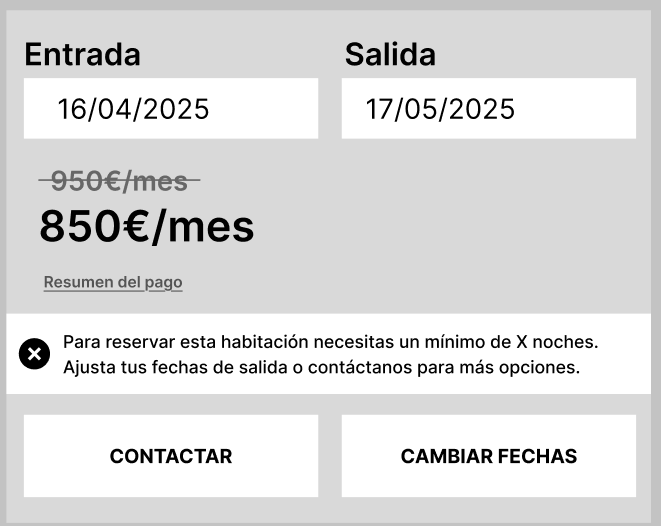 Entrada
Salida
16/04/2025
17/05/2025
950€/mes
850€/mes
Resumen del pago
Para reservar esta habitación necesitas un mínimo de X noches.
Ajusta tus fechas de salida o contáctanos para más opciones.
CONTACTAR
CAMBIAR FECHAS